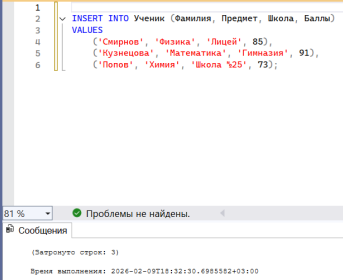 1
2 INSERT INTO Ученик (Фамилия, Предмет, Школа, Баллы)
3 VALUES
4 ('Смирнов', 'Физика', 'Лицей', 85),
5 ('Кузнецова', 'Математика', 'Гимназия', 91),
6 ('Попов', 'Химия', 'Школа №25', 73);
81 % Проблемы не найдены.
Сообщения
(Затронуто строк: 3)
Время выполнения: 2026-02-09T18:32:30.6985582+03:00